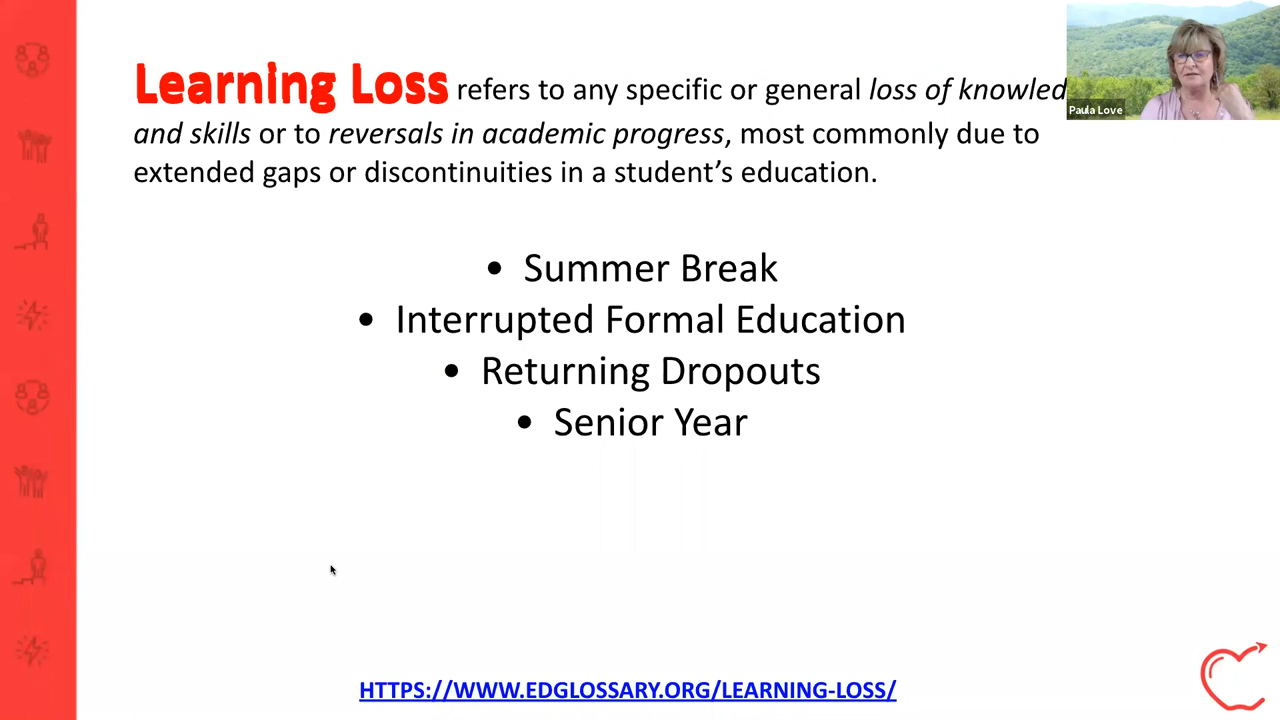 Learning Loss refers to any specific or general loss of knowled
and skills or to reversals in academic progress, most commonly due to
extended gaps or discontinuities in a student’s education.
• Summer Break
• Interrupted Formal Education
• Returning Dropouts
• Senior Year
HTTPS://WWW.EDGLOSSARY.ORG/LEARNING-LOSS/
Paula Love